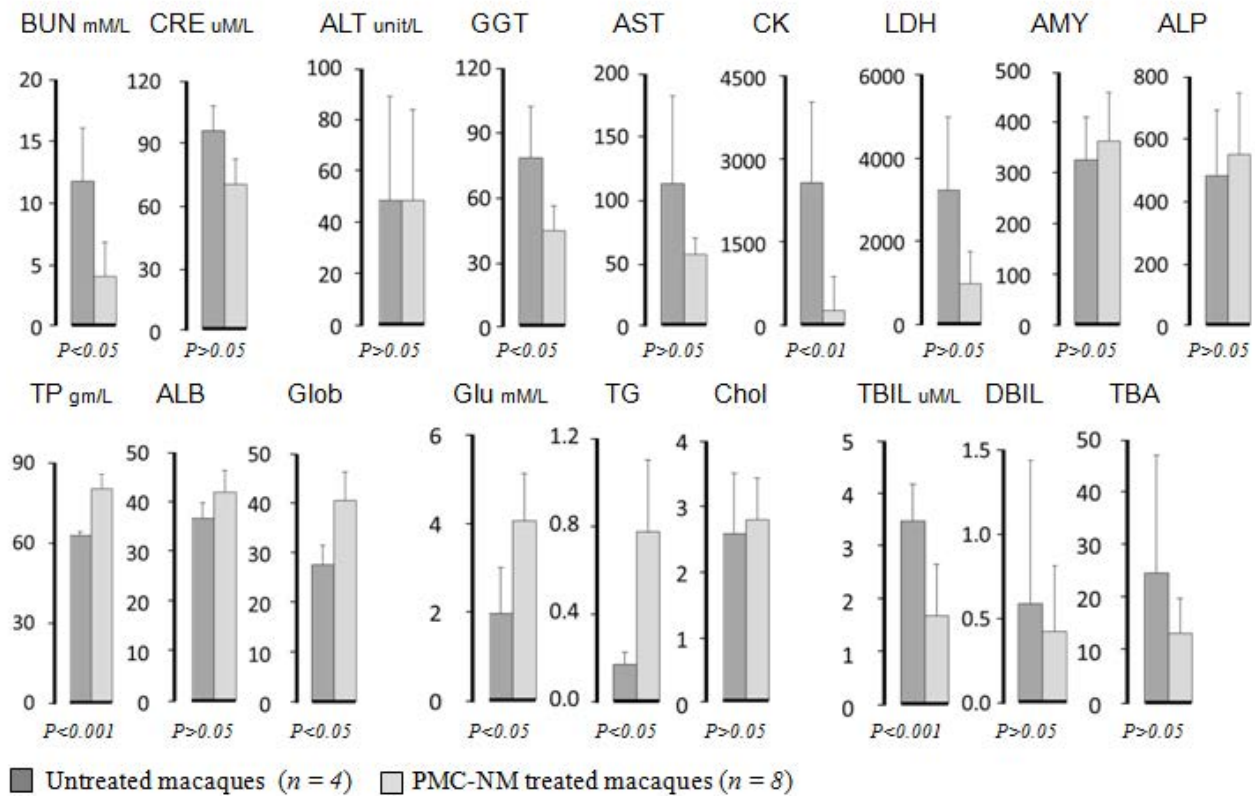 BUN mM/L CRE uM/L ALT unit/L GGT AST CK LDH AMY ALP
20 15 10 5 0
120 90 60 30 0
100 80 60 40 20 0
120 90 60 30 0
200 150 100 50 0
4500 3000 1500 0
6000 4000 2000 0
500 400 300 200 100 0
800 600 400 200 0
P<0.05 P>0.05 P>0.05 P<0.05 P>0.05 P<0.01 P<0.05 P>0.05 P>0.05
TP gm/L ALB Glob Glu mM/L TG Chol TBIL uM/L DBIL TBA
90 60 30 0
50 40 30 20 10 0
50 40 30 20 10 0
6 4 2 0
1.2 0.8 0.4 0.0
4 3 2 1 0
5 4 3 2 1 0
1.5 1.0 0.5 0.0
50 40 30 20 10 0
P<0.001 P>0.05 P<0.05 P<0.05 P<0.05 P>0.05 P<0.001 P>0.05 P>0.05
Untreated macaques (n = 4) PMC-NM treated macaques (n = 8)